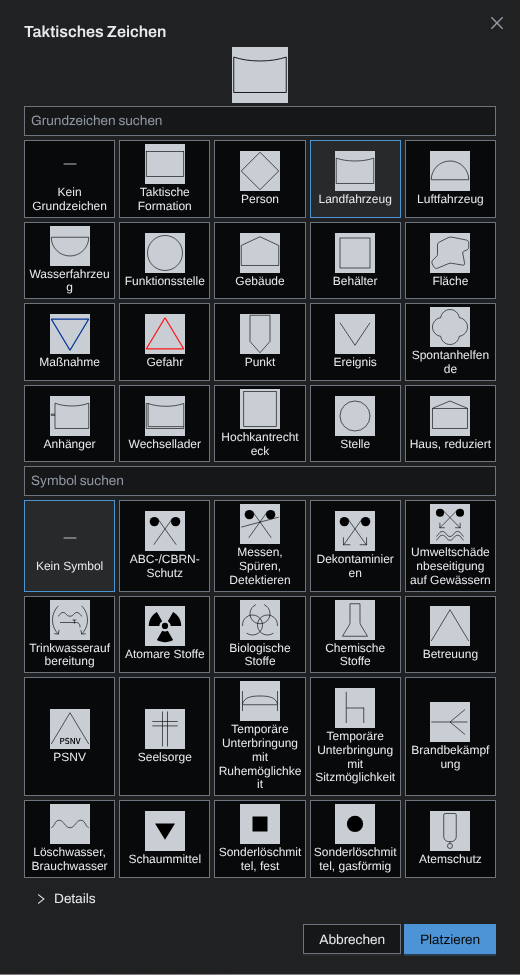 Taktisches Zeichen
Grundzeichen suchen
Kein
Grundzeichen
Taktische
Formation
Person
Landfahrzeug
Luftfahrzeug
Wasserfahrzeu
g
Funktionsstelle
Gebäude
Behälter
Fläche
Maßnahme
Gefahr
Punkt
Ereignis
Spontanhelfen
de
Anhänger
Wechsellader
Hochkantrecht
eck
Stelle
Haus, reduziert
Symbol suchen
Kein Symbol
ABC-/CBRN-
Schutz
Messen,
Spüren,
Detektieren
Dekontaminier
en
Umweltschäde
nbeseitigung
auf Gewässern
Trinkwasserauf
bereitung
Atomare Stoffe
Biologische
Stoffe
Chemische
Stoffe
Betreuung
PSNV
PSNV
Seelsorge
Temporäre
Unterbringung
mit
Ruhemöglichke
it
Temporäre
Unterbringung
mit
Sitzmöglichkeit
Brandbekämpf
ung
Löschwasser,
Brauchwasser
Schaummittel
Sonderlöschmit
tel, fest
Sonderlöschmit
tel, gasförmig
Atemschutz
Details
Abbrechen
Platzieren